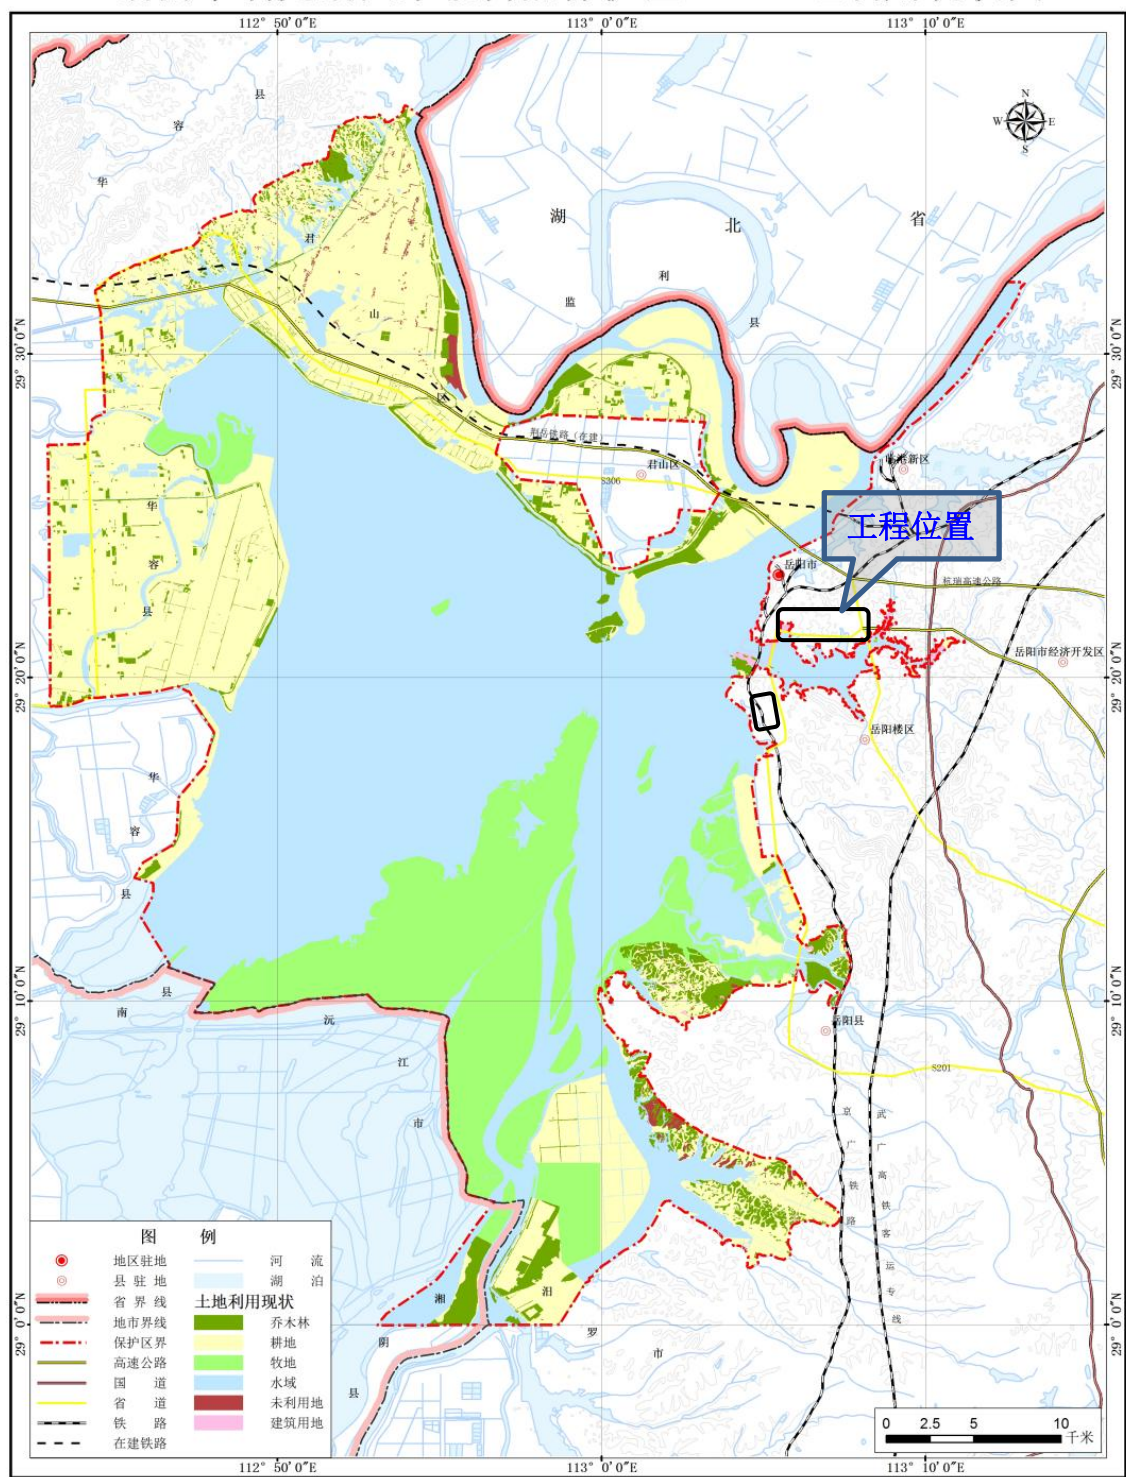 112° 50′ 0″E
113° 0′ 0″E
113° 10′ 0″E
N
W
E
S
县
容
华
湖
北
省
君
山
区
监
利
县
29° 30′ 0″N
29° 30′ 0″N
荆岳铁路（在建）
君山区
S306
临港新区
工程位置
岳阳市
杭瑞高速公路
华
容
县
岳阳市经济开发区
29° 20′ 0″N
29° 20′ 0″N
岳阳楼区
华
容
县
29° 10′ 0″N
29° 10′ 0″N
南
县
沅
江
市
岳阳县
S201
京
广
铁
路
武
广
高
铁
客
运
专
线
29° 0′ 0″N
29° 0′ 0″N
湘
阴
县
汨
罗
市
图 例
地区驻地
县 驻 地
省 界 线
地市界线
保护区界
高速公路
国 道
省 道
铁 路
在建铁路
河 流
湖 泊
土地利用现状
乔木林
耕地
牧地
水域
未利用地
建筑用地
0 2.5 5 10
千米
112° 50′ 0″E
113° 0′ 0″E
113° 10′ 0″E